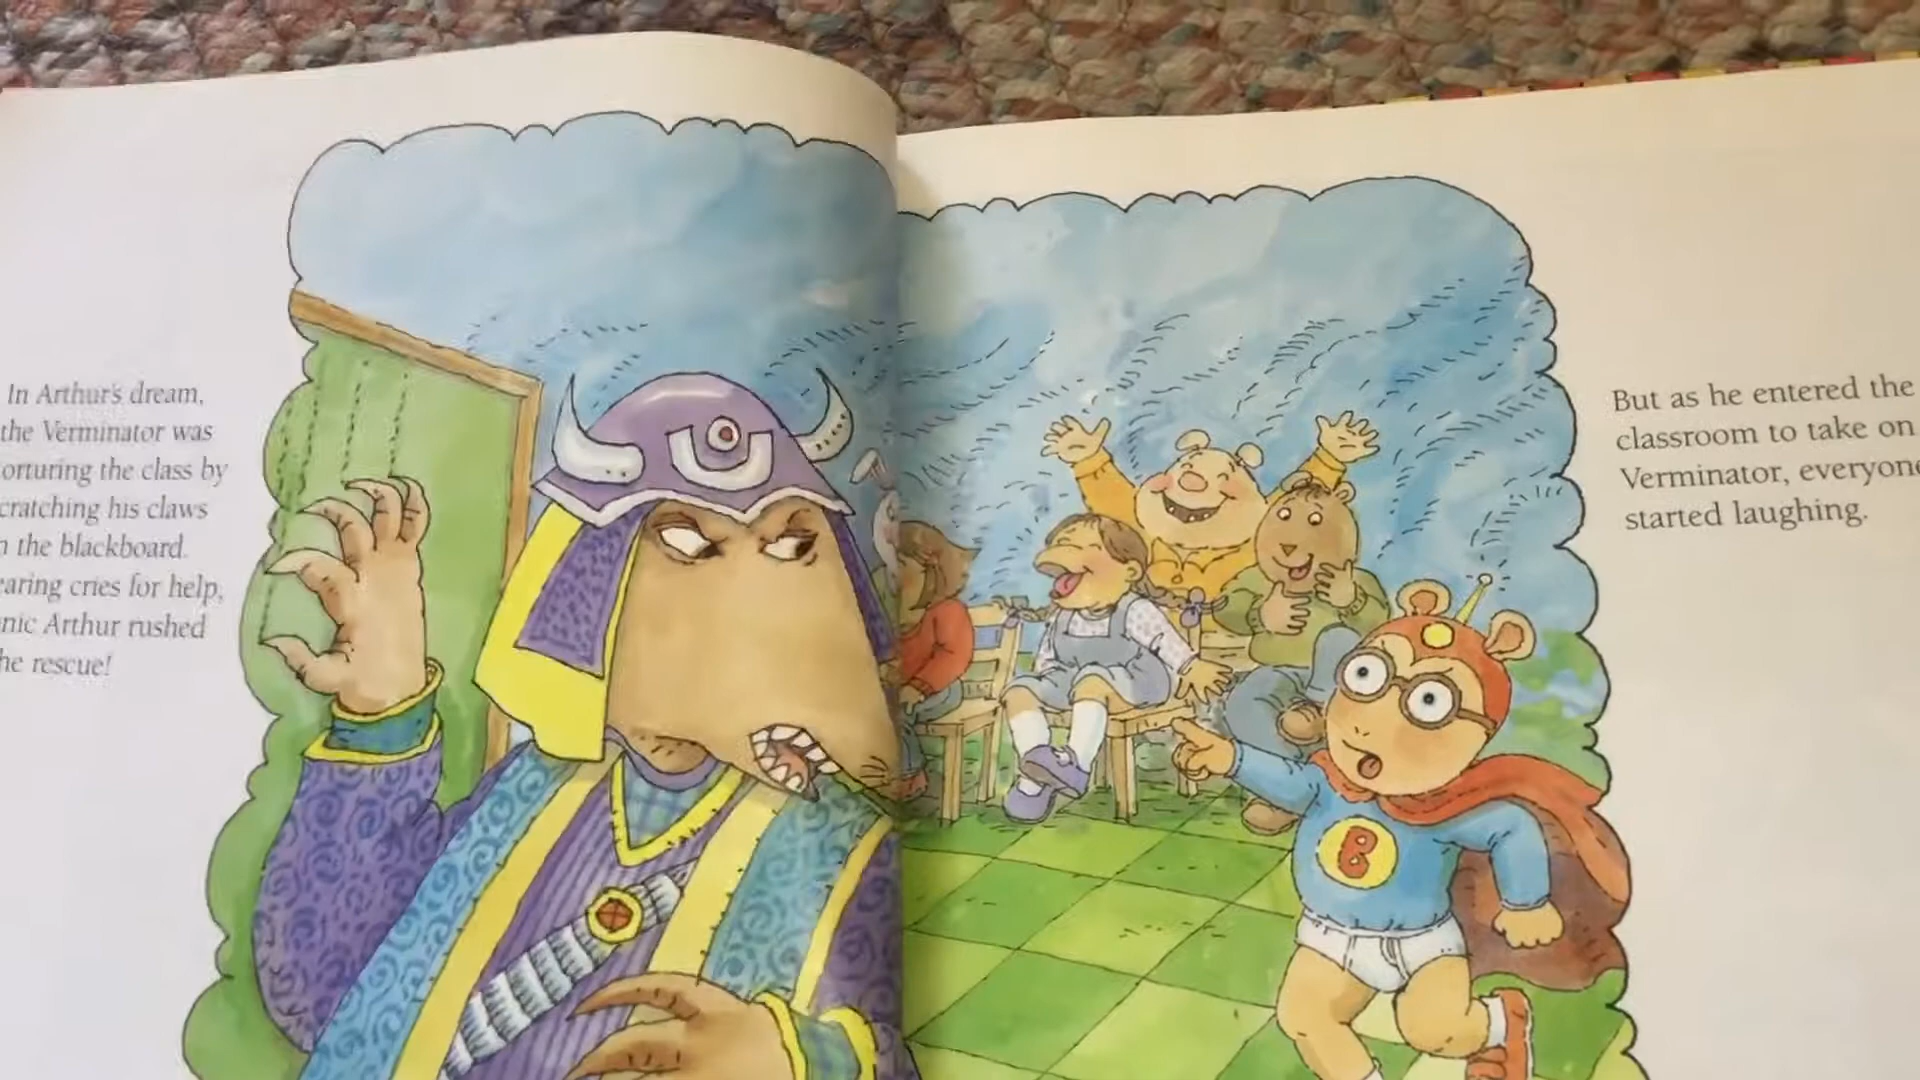 In Arthur's dream,
the Verminator was
orturing the class by
cratching his claws
n the blackboard.
earing cries for help,
nic Arthur rushed
he rescue!
But as he entered the
classroom to take on
Verminator, everyone
started laughing.
B